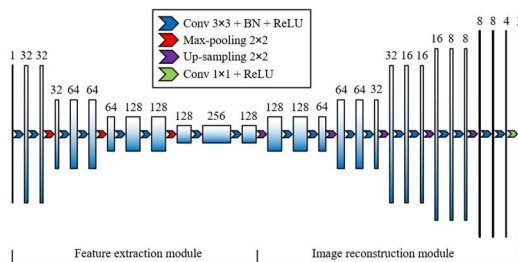 Conv 3×3 + BN + ReLU
Max-pooling 2×2
Up-sampling 2×2
Conv 1×1 + ReLU
1 32 32
32 64 64
64 128 128
128 256 128
128 128 64
64 64 32
32 16 16
16 8 8
8 8 4
Feature extraction module
Image reconstruction module